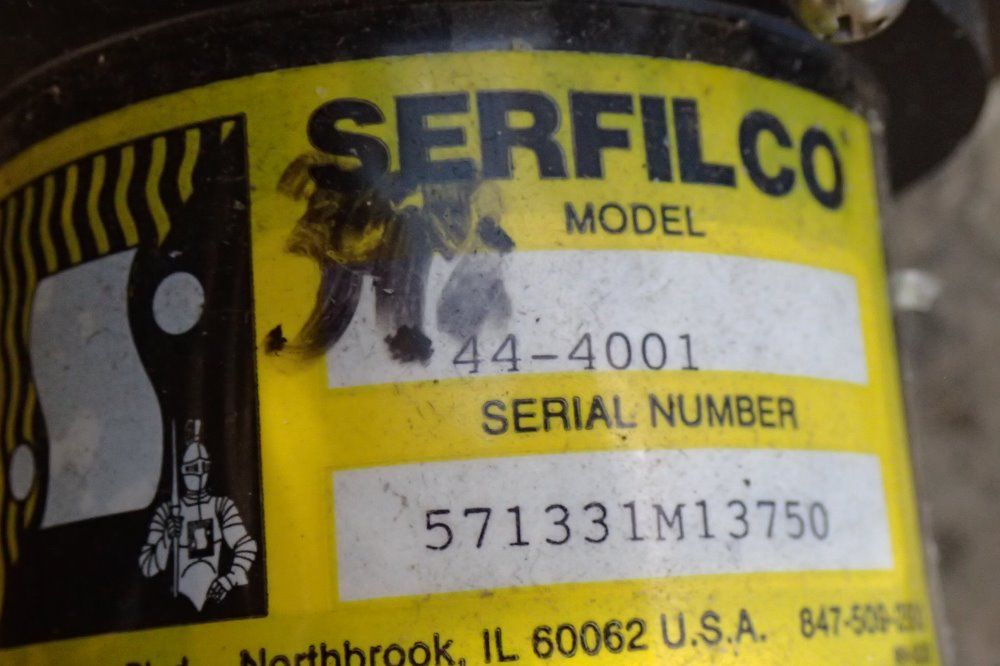 SERFILCO
MODEL
44-4001
SERIAL NUMBER
571331M13750
Northbrook, IL 60062 U.S.A.